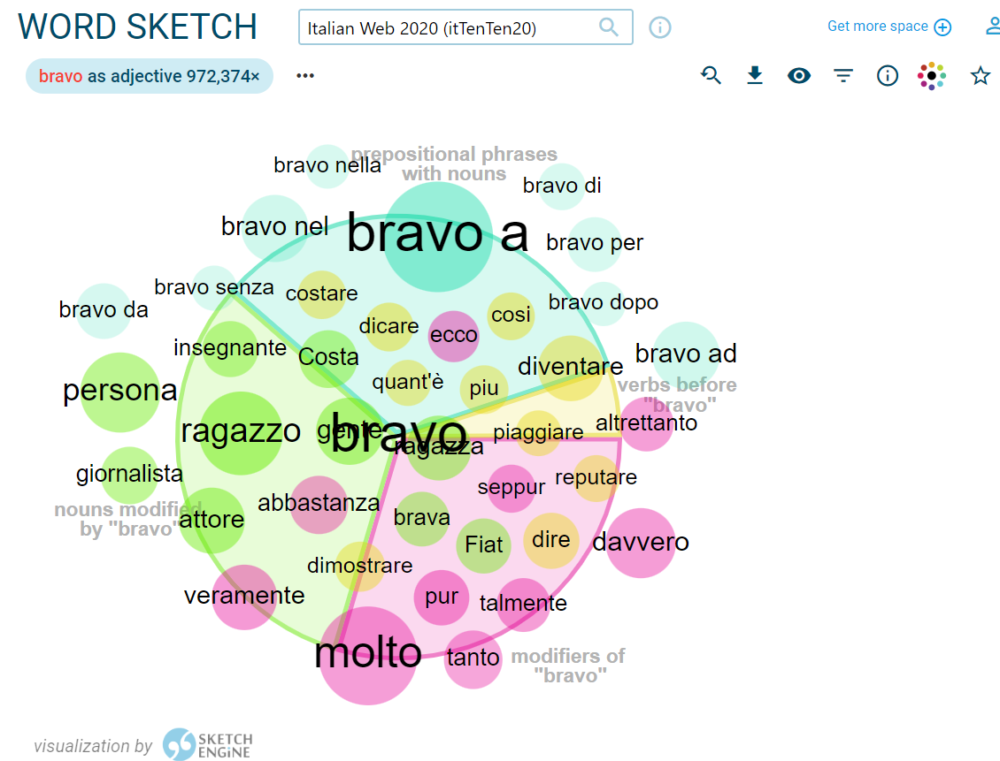 WORD SKETCH
Italian Web 2020 (itTenTen20)
Get more space
bravo as adjective 972,374×
prepositional phrases
with nouns
bravo nella
bravo di
bravo nel
bravo a
bravo per
bravo senza
costare
bravo dopo
bravo da
dicare
ecco
cosi
insegnante
Costa
diventare
bravo ad
quant'è
piu
persona
verbs before
"bravo"
altrettanto
ragazzo
gente
bravo
ragazza
piaggiare
giornalista
seppur
reputare
nouns modified
by "bravo"
abbastanza
attore
brava
Fiat
dire
davvero
dimostrare
veramente
pur
talmente
molto
tanto
modifiers of
"bravo"
visualization by
SKETCH
ENGiNE